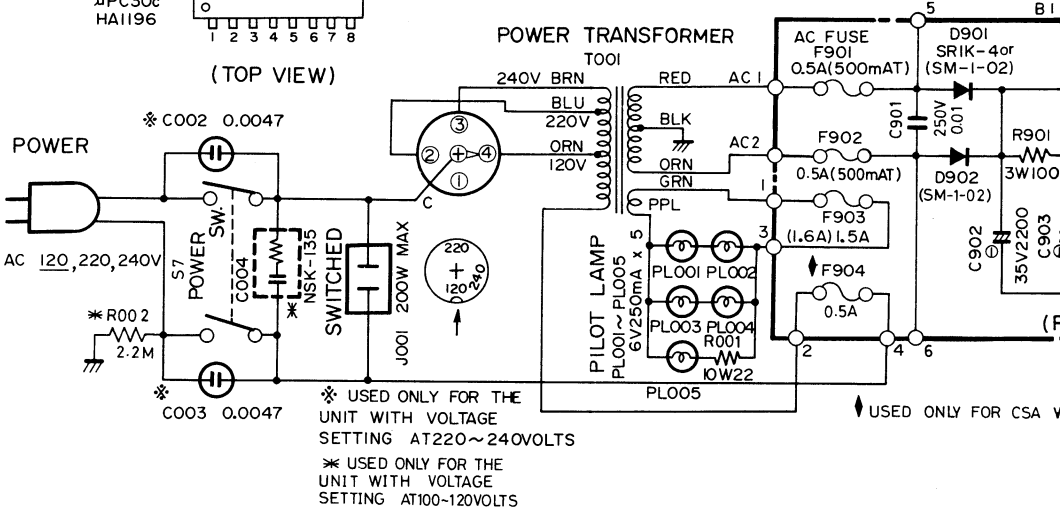 HA1196
1 2 3 4 5 6 7 8
(TOP VIEW)
POWER TRANSFORMER
T001
240V BRN
BLU
220V
ORN
120V
RED
BLK
ORN
GRN
PPL
AC1
AC2
1
3
5
B1
AC FUSE
F901
0.5A(500mAT)
D901
SR1K-4or
(SM-1-02)
C901
250V
0.01
F902
0.5A(500mAT)
D902
(SM-1-02)
R901
3W100
F903
(1.6A)1.5A
C902
35V2200
C903
♦F904
0.5A
2
4
6
※ C002 0.0047
POWER
AC 120,220,240V
S7
POWER
SW.
C004
NSK-135
*
SWITCHED
J001 200W MAX
C
3
2
4
1
220
240
120
*R002
2.2M
※
C003 0.0047
PILOT LAMP
PL001~PL005
6V250mA x 5
PL001 PL002
PL003 PL004
R001
10W22
PL005
※ USED ONLY FOR THE
UNIT WITH VOLTAGE
SETTING AT220~240VOLTS
* USED ONLY FOR THE
UNIT WITH VOLTAGE
SETTING AT100~120VOLTS
♦USED ONLY FOR CSA